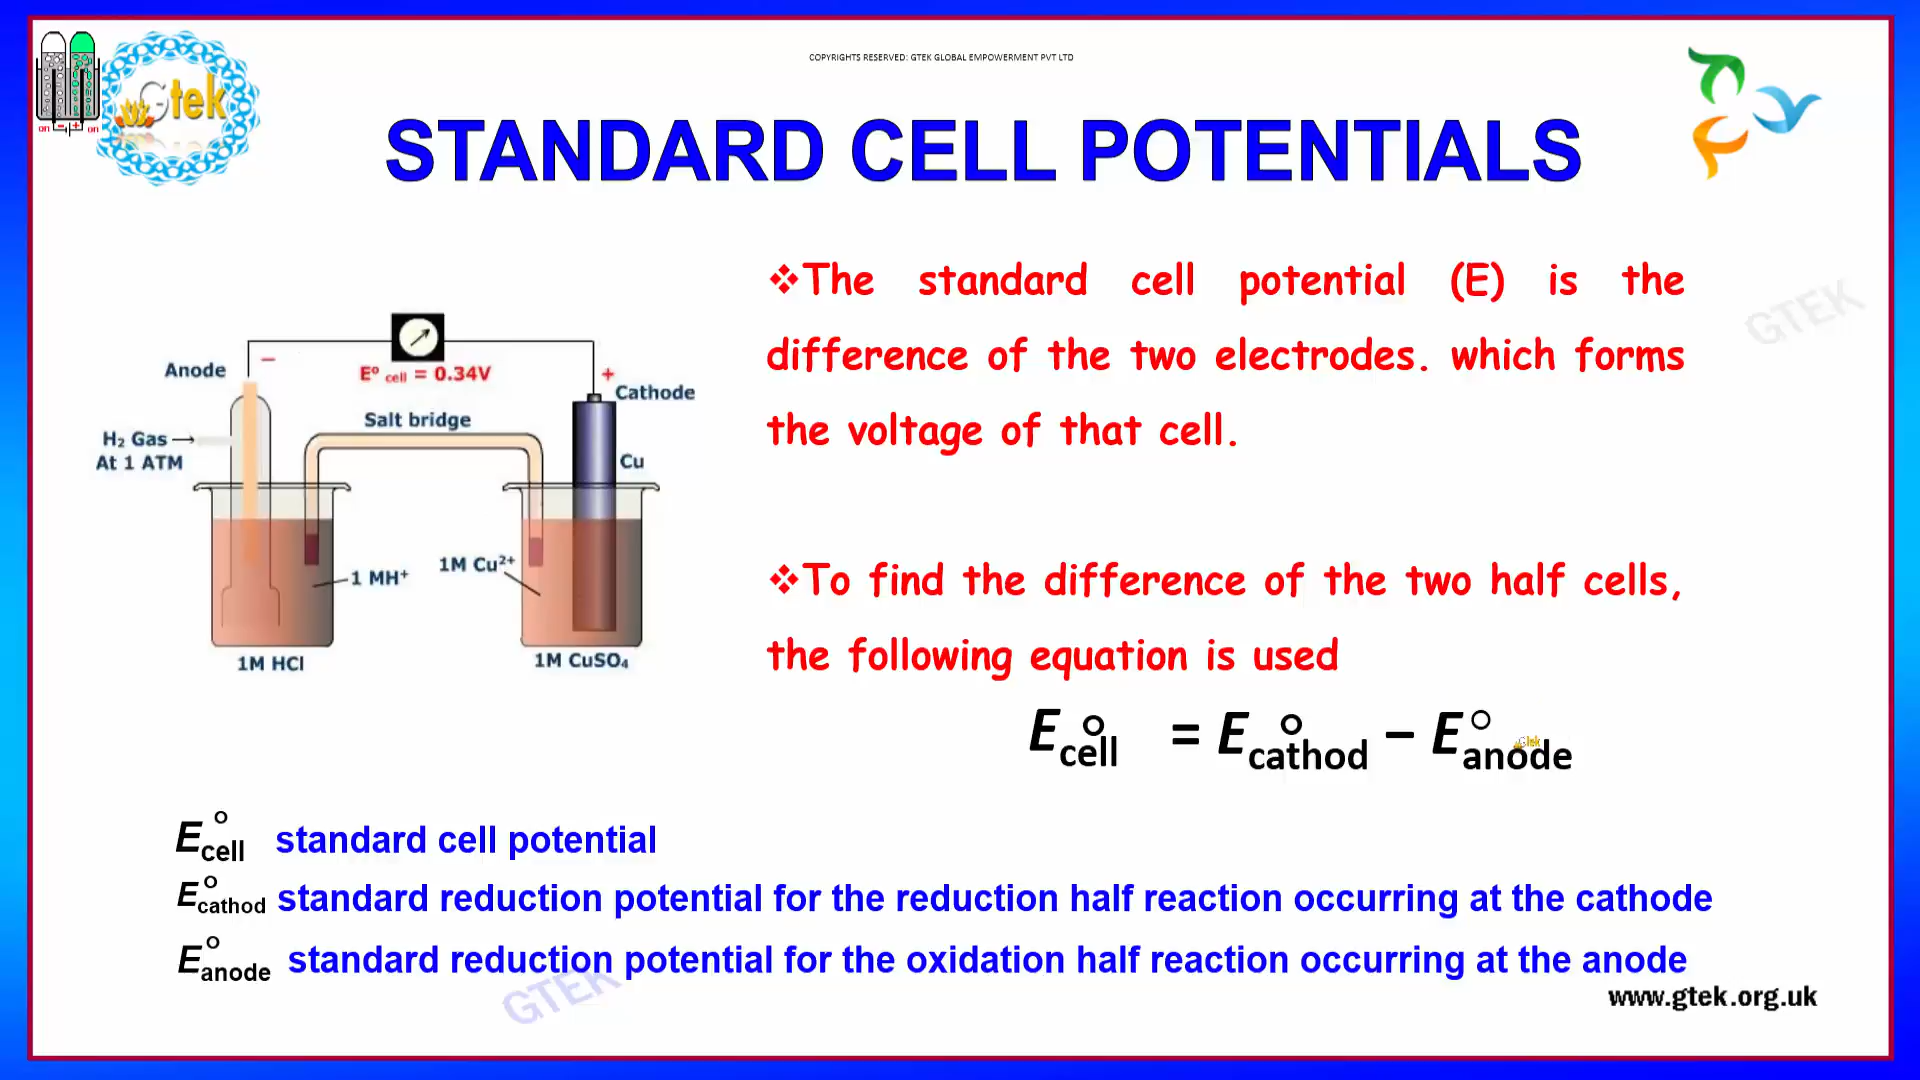 COPYRIGHTS RESERVED: GTEK GLOBAL EMPOWERMENT PVT LTD
Gtek
on − + on
STANDARD CELL POTENTIALS
❖The standard cell potential (E) is the
difference of the two electrodes. which forms
the voltage of that cell.
GTEK
Anode
−
E° cell = 0.34V
+
Cathode
Salt bridge
H₂ Gas
At 1 ATM
Cu
1M Cu²⁺
1 MH⁺
1M HCl
1M CuSO₄
❖To find the difference of the two half cells,
the following equation is used
E°cell = E°cathod − E°anode
Gtek
E°cell standard cell potential
E°cathod standard reduction potential for the reduction half reaction occurring at the cathode
E°anode standard reduction potential for the oxidation half reaction occurring at the anode
GTEK
www.gtek.org.uk